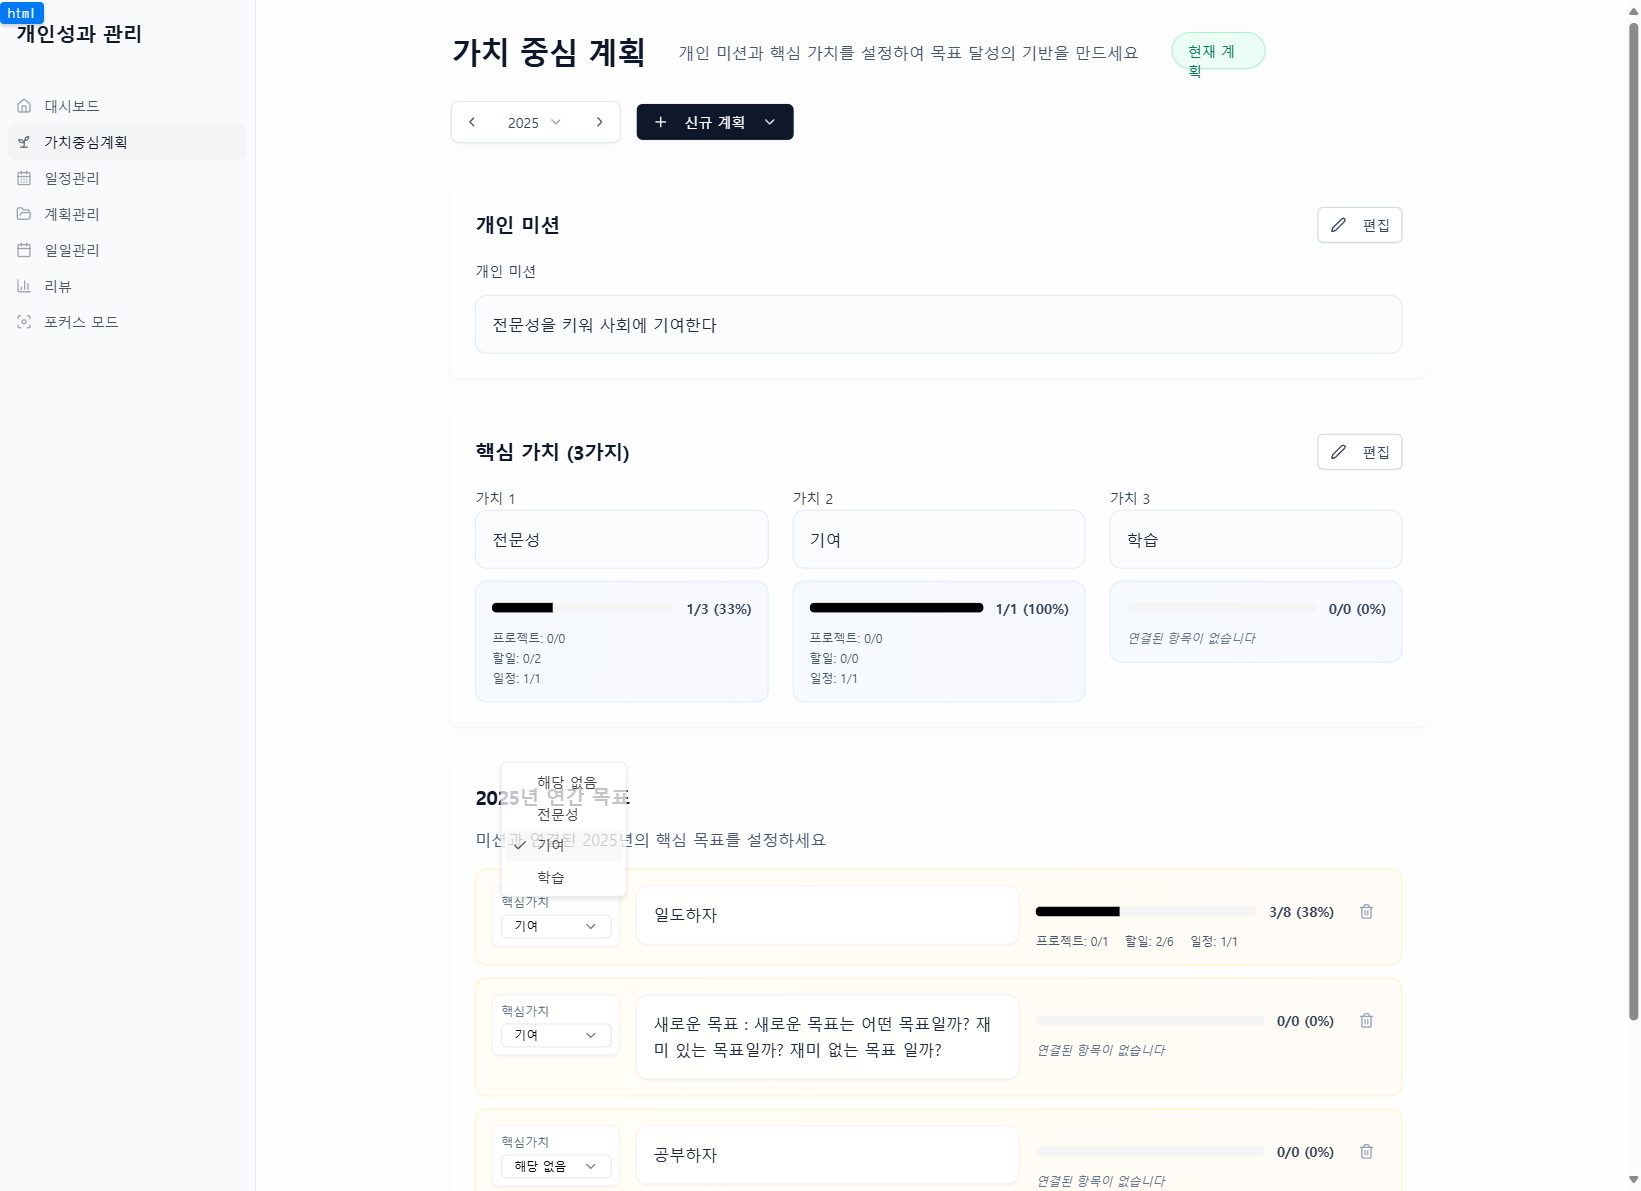 html
개인성과 관리
대시보드
가치중심계획
일정관리
계획관리
일일관리
리뷰
포커스 모드
가치 중심 계획
개인 미션과 핵심 가치를 설정하여 목표 달성의 기반을 만드세요
현재 계
획
2025
신규 계획
개인 미션
편집
개인 미션
전문성을 키워 사회에 기여한다
핵심 가치 (3가지)
편집
가치 1
가치 2
가치 3
전문성
기여
학습
1/3 (33%)
프로젝트: 0/0
할일: 0/2
일정: 1/1
1/1 (100%)
프로젝트: 0/0
할일: 0/0
일정: 1/1
0/0 (0%)
연결된 항목이 없습니다
2025년 연간 목표
미션과 연결된 2025년의 핵심 목표를 설정하세요
해당 없음
전문성
기여
학습
핵심가치
기여
일도하자
3/8 (38%)
프로젝트: 0/1 할일: 2/6 일정: 1/1
핵심가치
기여
새로운 목표 : 새로운 목표는 어떤 목표일까? 재
미 있는 목표일까? 재미 없는 목표 일까?
0/0 (0%)
연결된 항목이 없습니다
핵심가치
해당 없음
공부하자
0/0 (0%)
연결된 항목이 없습니다